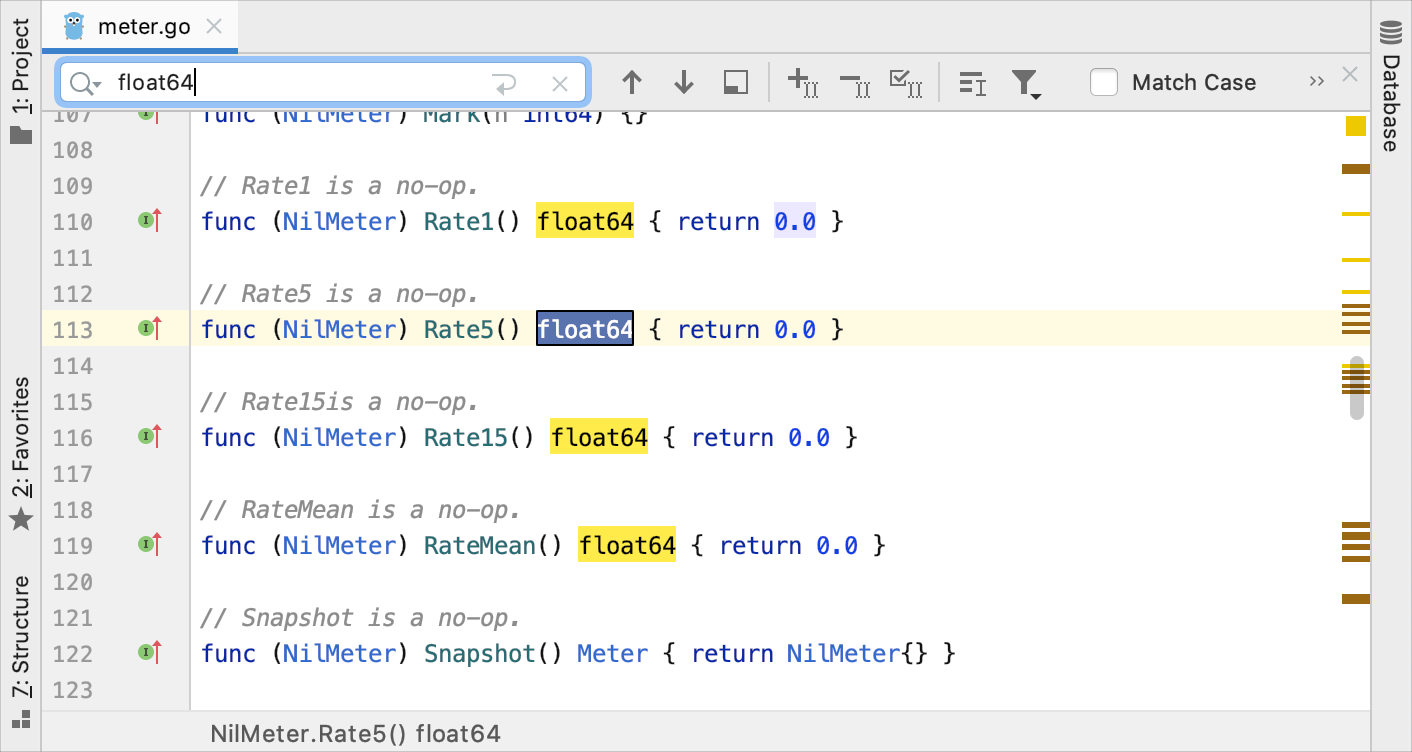 1: Project
meter.go
float64
Match Case
Database
107 func (NilMeter) Mark(n int64) {}
108
109 // Rate1 is a no-op.
110 func (NilMeter) Rate1() float64 { return 0.0 }
111
112 // Rate5 is a no-op.
113 func (NilMeter) Rate5() float64 { return 0.0 }
114
115 // Rate15is a no-op.
116 func (NilMeter) Rate15() float64 { return 0.0 }
117
118 // RateMean is a no-op.
119 func (NilMeter) RateMean() float64 { return 0.0 }
120
121 // Snapshot is a no-op.
122 func (NilMeter) Snapshot() Meter { return NilMeter{} }
123
2: Favorites
7: Structure
NilMeter.Rate5() float64